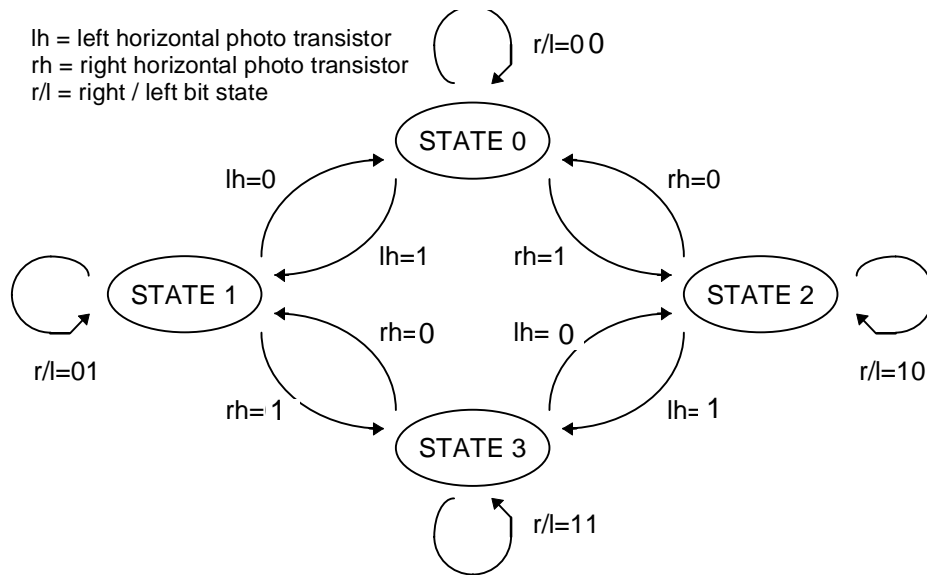 lh = left horizontal photo transistor
rh = right horizontal photo transistor
r/l = right / left bit state
r/l=00
STATE 0
lh=0
rh=0
lh=1
rh=1
STATE 1
STATE 2
rh=0
lh= 0
r/l=01
r/l=10
rh= 1
lh= 1
STATE 3
r/l=11